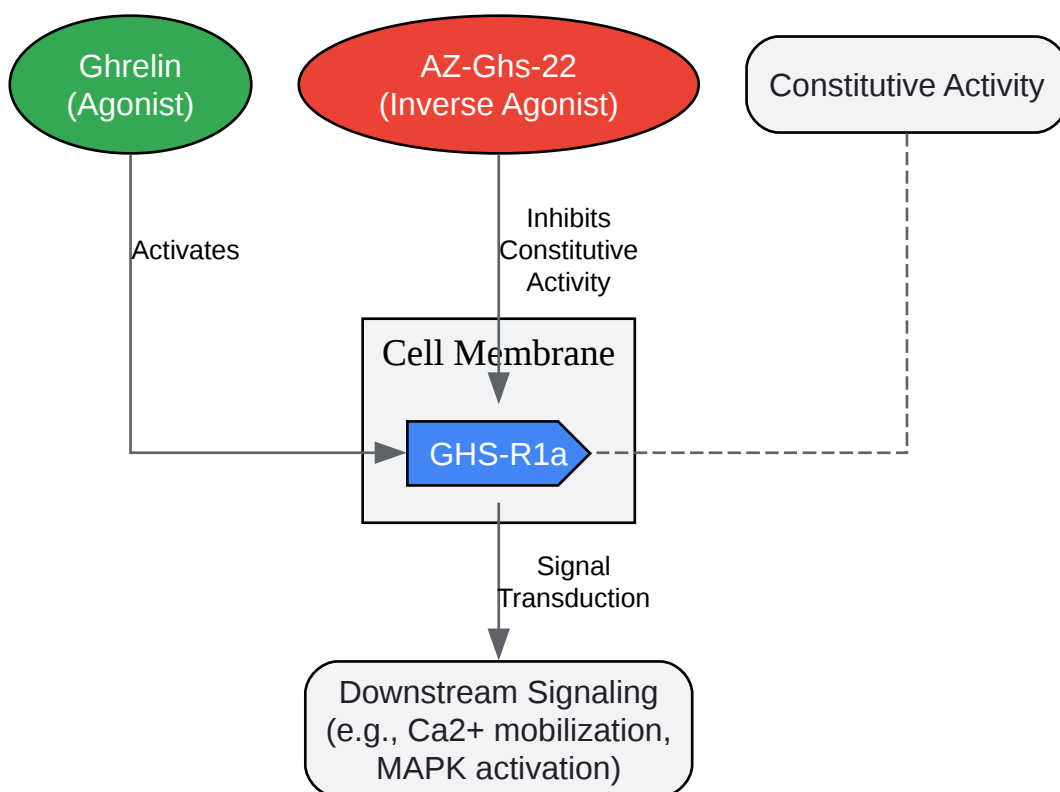 Ghrelin
(Agonist)
AZ-Ghs-22
(Inverse Agonist)
Constitutive Activity
Activates
Inhibits
Constitutive
Activity
Cell Membrane
GHS-R1a
Signal
Transduction
Downstream Signaling
(e.g., Ca2+ mobilization,
MAPK activation)